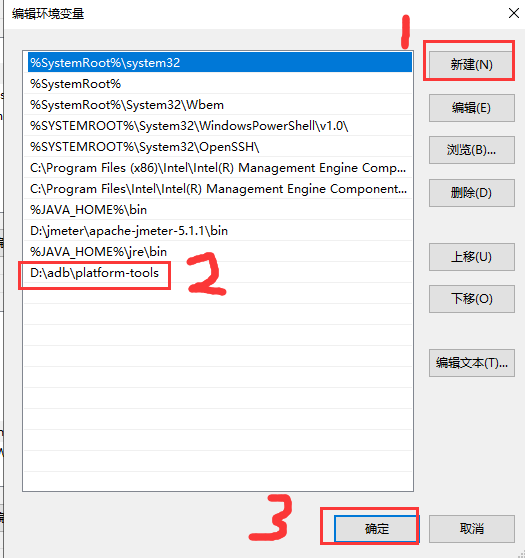 编辑环境变量
1
%SystemRoot%\system32
新建(N)
%SystemRoot%
%SystemRoot%\System32\Wbem
编辑(E)
%SYSTEMROOT%\System32\WindowsPowerShell\v1.0\
%SYSTEMROOT%\System32\OpenSSH\
浏览(B)...
C:\Program Files (x86)\Intel\Intel(R) Management Engine Comp...
C:\Program Files\Intel\Intel(R) Management Engine Component...
删除(D)
%JAVA_HOME%\bin
D:\jmeter\apache-jmeter-5.1.1\bin
%JAVA_HOME%\jre\bin
上移(U)
D:\adb\platform-tools
2
下移(O)
编辑文本(T)...
3
确定
取消